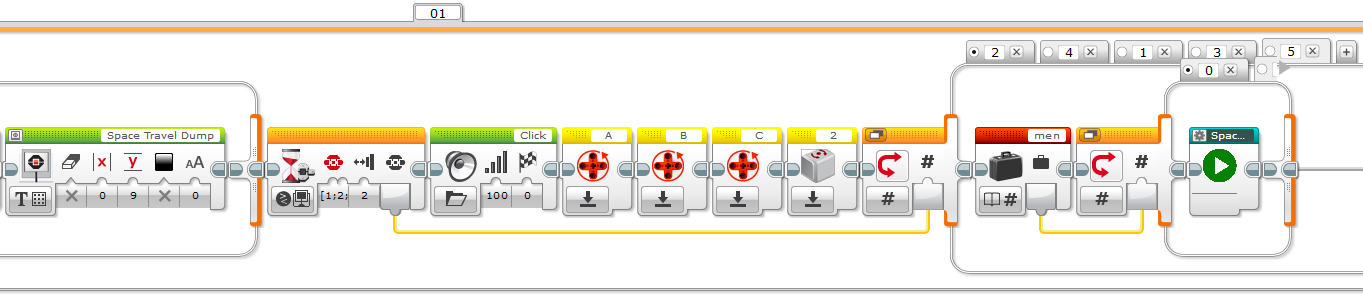 01
2 4 1 3 5
0
Space Travel Dump
Click
A
B
C
2
men
Spac...
x y AA
# # #
0 9 0
[1;2; 2
100 0
T # # #